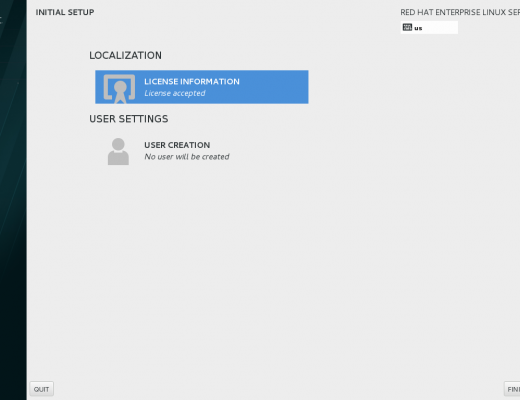 INITIAL SETUP
RED HAT ENTERPRISE LINUX SER
us
LOCALIZATION
LICENSE INFORMATION
License accepted
USER SETTINGS
USER CREATION
No user will be created
QUIT
FINI